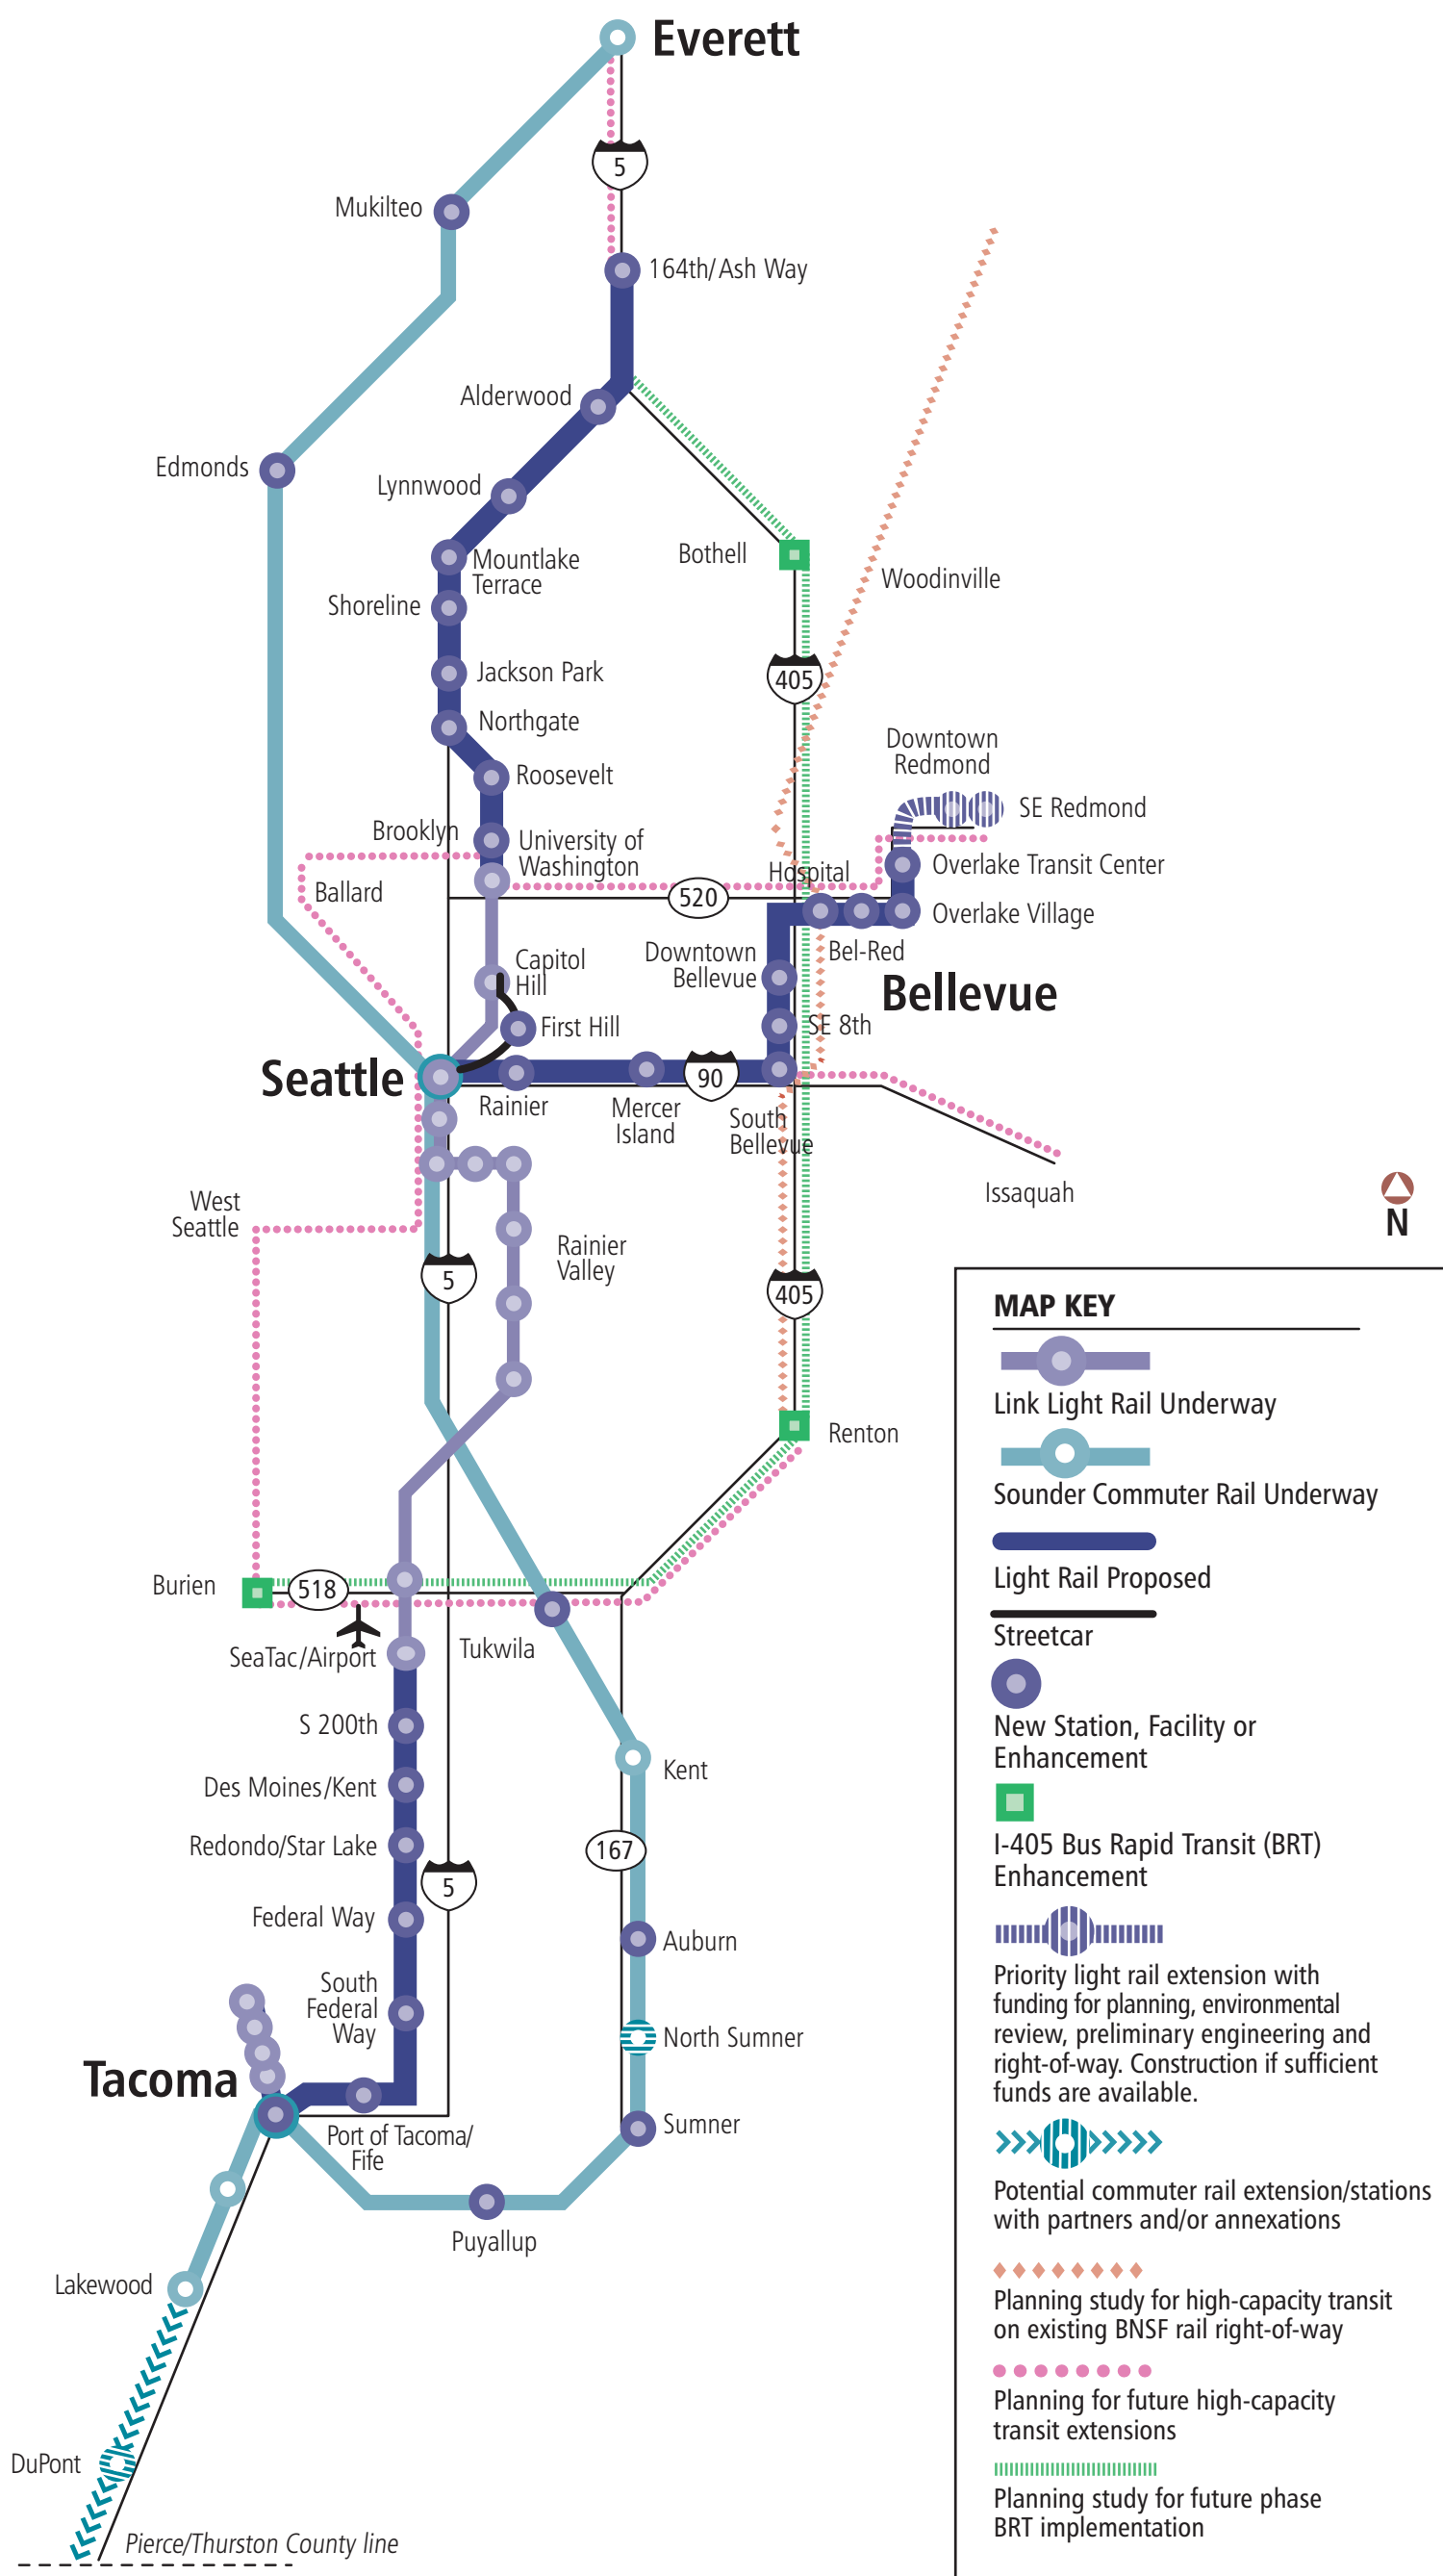 Everett
5
Mukilteo
164th/Ash Way
Alderwood
Edmonds
Lynnwood
Bothell
Mountlake
Terrace
Woodinville
Shoreline
Jackson Park
405
Northgate
Downtown
Redmond
Roosevelt
SE Redmond
Brooklyn
University of
Washington
Hospital
Overlake Transit Center
Ballard
520
Overlake Village
Capitol
Hill
Downtown
Bellevue
Bel-Red
Bellevue
First Hill
SE 8th
Seattle
90
Rainier
Mercer
Island
South
Bellevue
Issaquah
West
Seattle
N
Rainier
Valley
5
405
Renton
Burien
518
SeaTac/Airport
Tukwila
S 200th
Kent
Des Moines/Kent
Redondo/Star Lake
167
5
Federal Way
Auburn
South
Federal
Way
North Sumner
Tacoma
Sumner
Port of Tacoma/
Fife
Puyallup
Lakewood
DuPont
Pierce/Thurston County line
MAP KEY
Link Light Rail Underway
Sounder Commuter Rail Underway
Light Rail Proposed
Streetcar
New Station, Facility or
Enhancement
I-405 Bus Rapid Transit (BRT)
Enhancement
Priority light rail extension with
funding for planning, environmental
review, preliminary engineering and
right-of-way. Construction if sufficient
funds are available.
Potential commuter rail extension/stations
with partners and/or annexations
Planning study for high-capacity transit
on existing BNSF rail right-of-way
Planning for future high-capacity
transit extensions
Planning study for future phase
BRT implementation